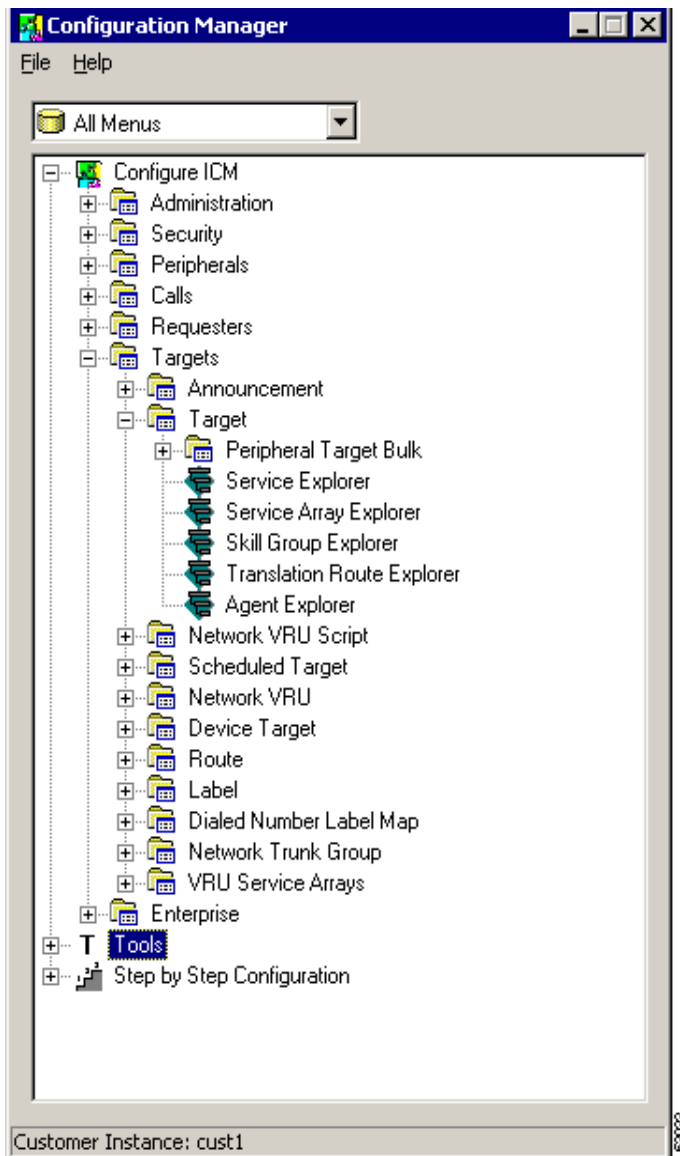 Configuration Manager
File Help
All Menus
Configure ICM
Administration
Security
Peripherals
Calls
Requesters
Targets
Announcement
Target
Peripheral Target Bulk
Service Explorer
Service Array Explorer
Skill Group Explorer
Translation Route Explorer
Agent Explorer
Network VRU Script
Scheduled Target
Network VRU
Device Target
Route
Label
Dialed Number Label Map
Network Trunk Group
VRU Service Arrays
Enterprise
T Tools
Step by Step Configuration
Customer Instance: cust1